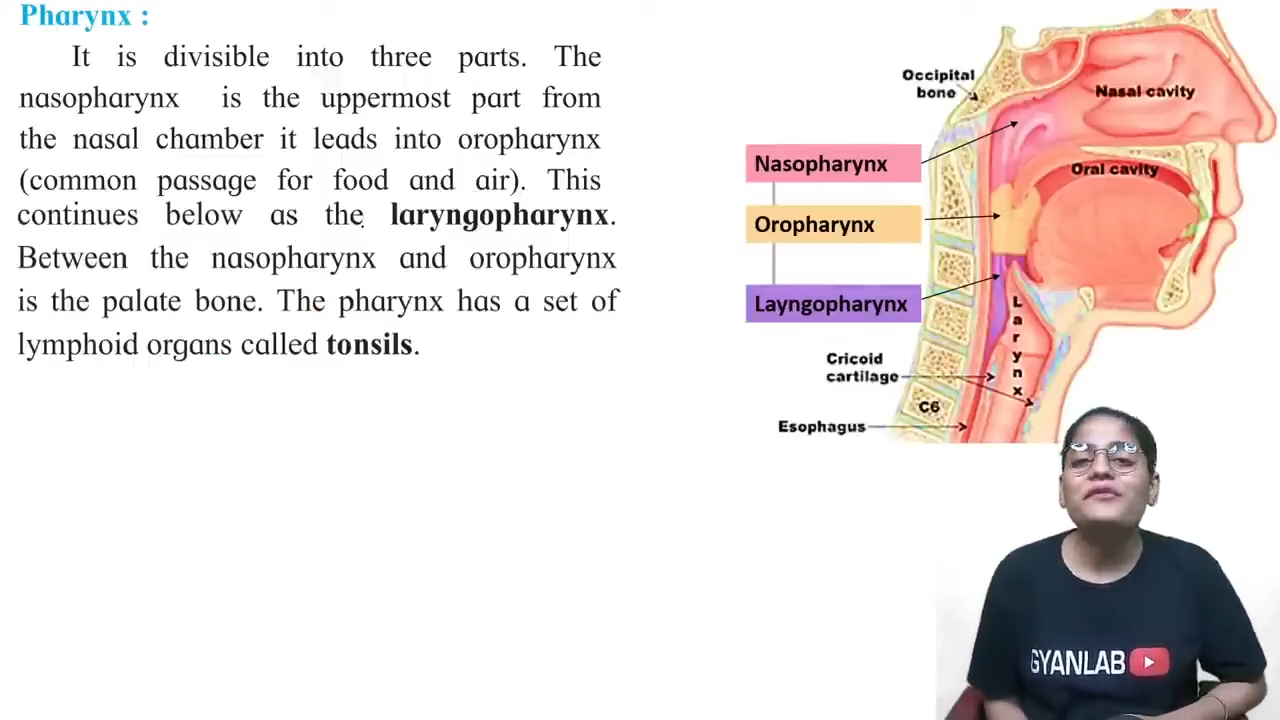 Pharynx :
It is divisible into three parts. The
nasopharynx is the uppermost part from
the nasal chamber it leads into oropharynx
(common passage for food and air). This
continues below as the laryngopharynx.
Between the nasopharynx and oropharynx
is the palate bone. The pharynx has a set of
lymphoid organs called tonsils.
Occipital
bone
Nasal cavity
Nasopharynx
Oral cavity
Oropharynx
Layngopharynx
Larynx
Cricoid
cartilage
C6
Esophagus
GYANLAB